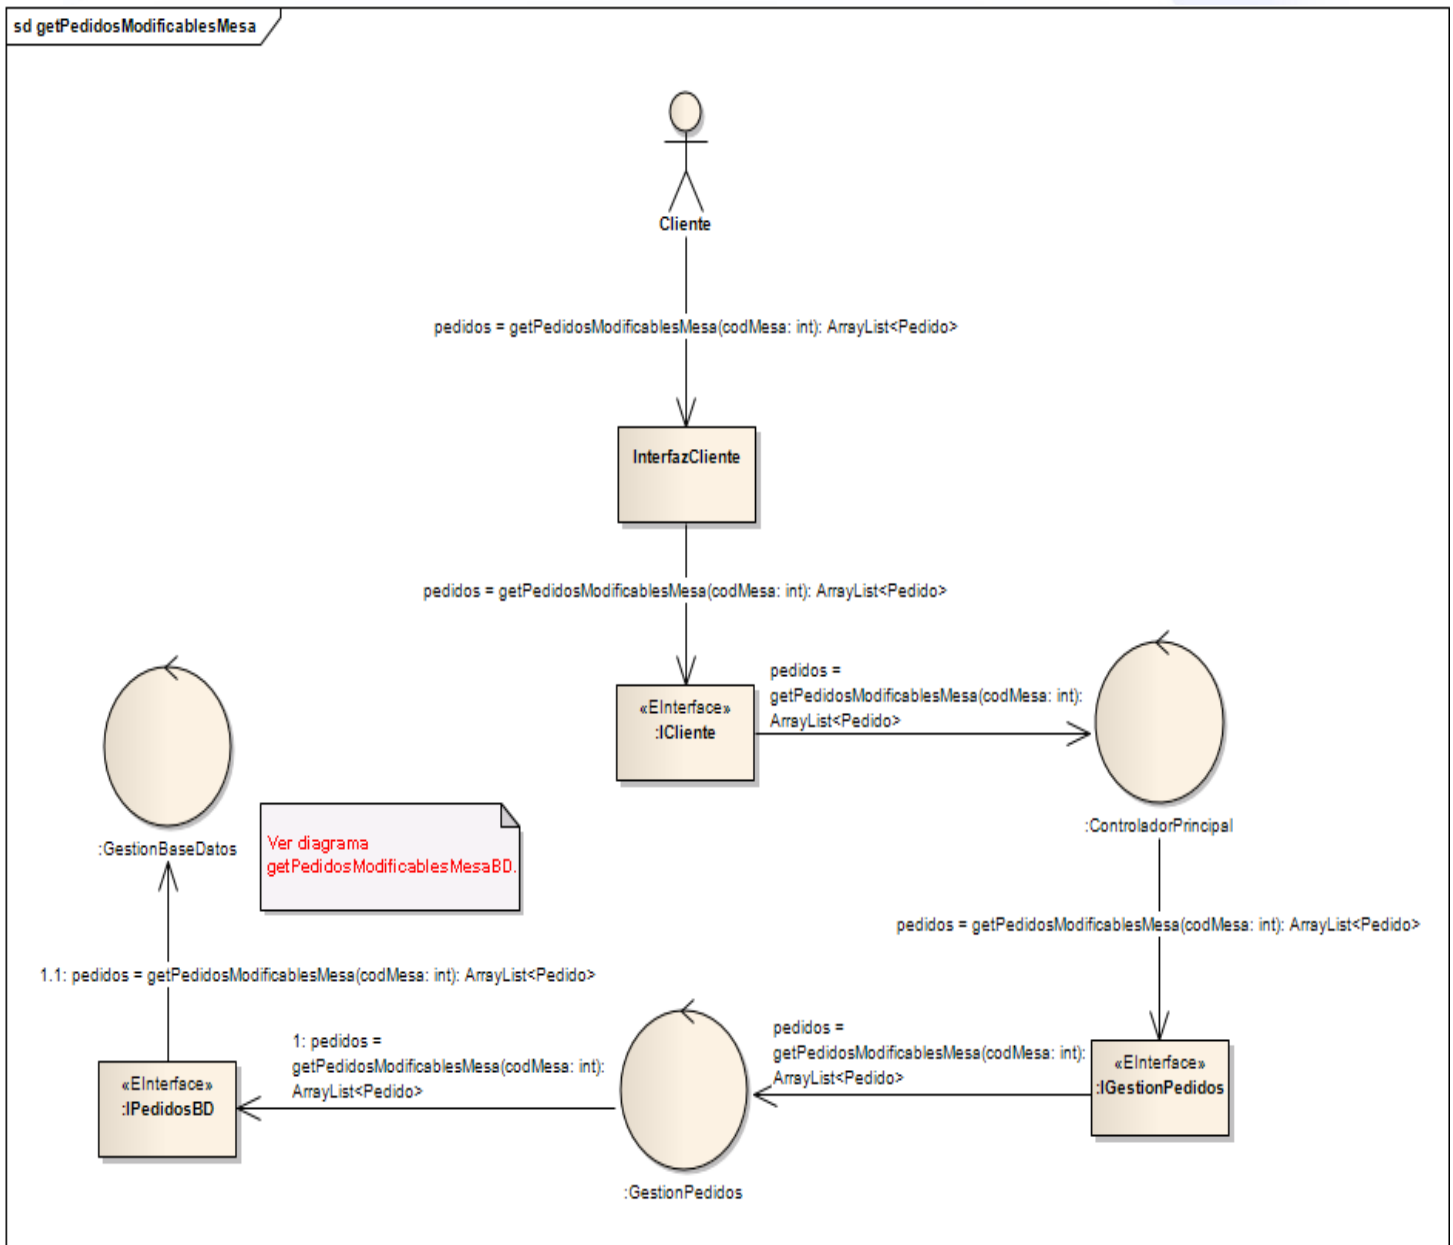 sd getPedidosModificablesMesa
Cliente
pedidos = getPedidosModificablesMesa(codMesa: int): ArrayList<Pedido>
InterfazCliente
pedidos = getPedidosModificablesMesa(codMesa: int): ArrayList<Pedido>
«EInterface»
:ICliente
pedidos =
getPedidosModificablesMesa(codMesa: int):
ArrayList<Pedido>
:ControladorPrincipal
pedidos = getPedidosModificablesMesa(codMesa: int): ArrayList<Pedido>
«EInterface»
:IGestionPedidos
pedidos =
getPedidosModificablesMesa(codMesa: int):
ArrayList<Pedido>
:GestionPedidos
1: pedidos =
getPedidosModificablesMesa(codMesa: int):
ArrayList<Pedido>
«EInterface»
:IPedidosBD
1.1: pedidos = getPedidosModificablesMesa(codMesa: int): ArrayList<Pedido>
:GestionBaseDatos
Ver diagrama
getPedidosModificablesMesaBD.